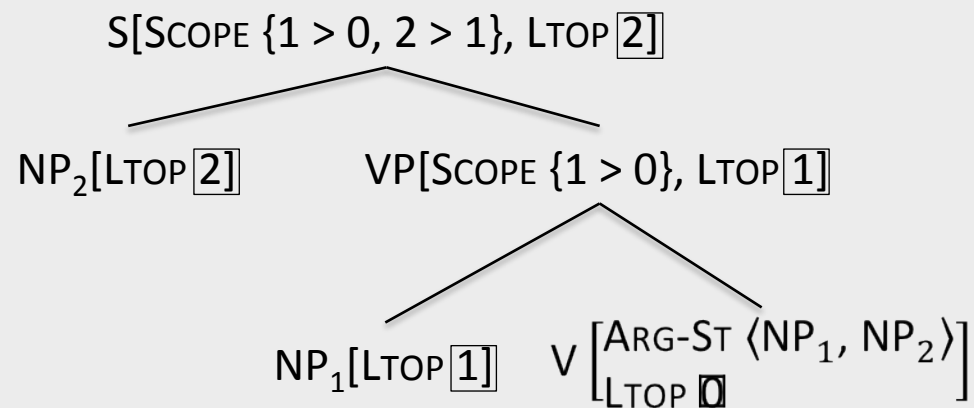 S[SCOPE {1 > 0, 2 > 1}, LTOP 2]
NP₂[LTOP 2] VP[SCOPE {1 > 0}, LTOP 1]
NP₁[LTOP 1] V [ARG-ST ⟨NP₁, NP₂⟩
LTOP 0]